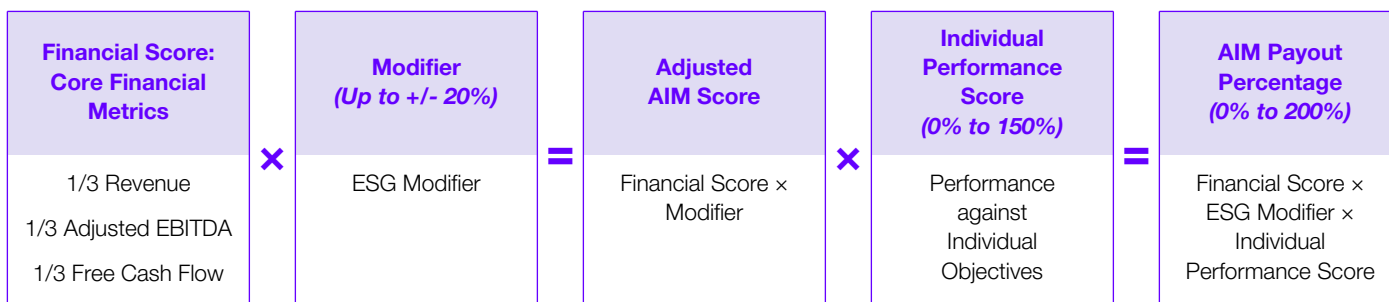 Financial Score:
Core Financial
Metrics
1/3 Revenue
1/3 Adjusted EBITDA
1/3 Free Cash Flow
×
Modifier
(Up to +/- 20%)
ESG Modifier
=
Adjusted
AIM Score
Financial Score ×
Modifier
×
Individual
Performance
Score
(0% to 150%)
Performance
against
Individual
Objectives
=
AIM Payout
Percentage
(0% to 200%)
Financial Score ×
ESG Modifier ×
Individual
Performance Score